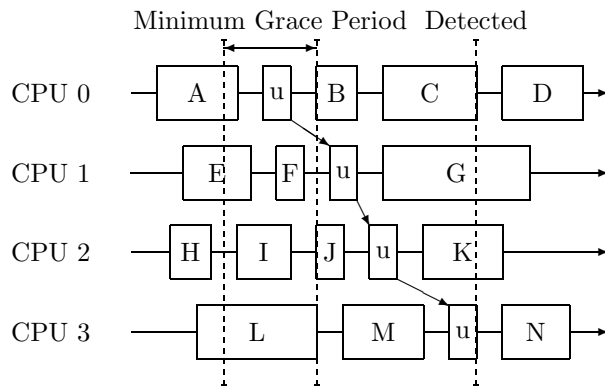 Minimum Grace Period Detected
CPU 0 A u B C D
CPU 1 E F u G
CPU 2 H I J u K
CPU 3 L M u N